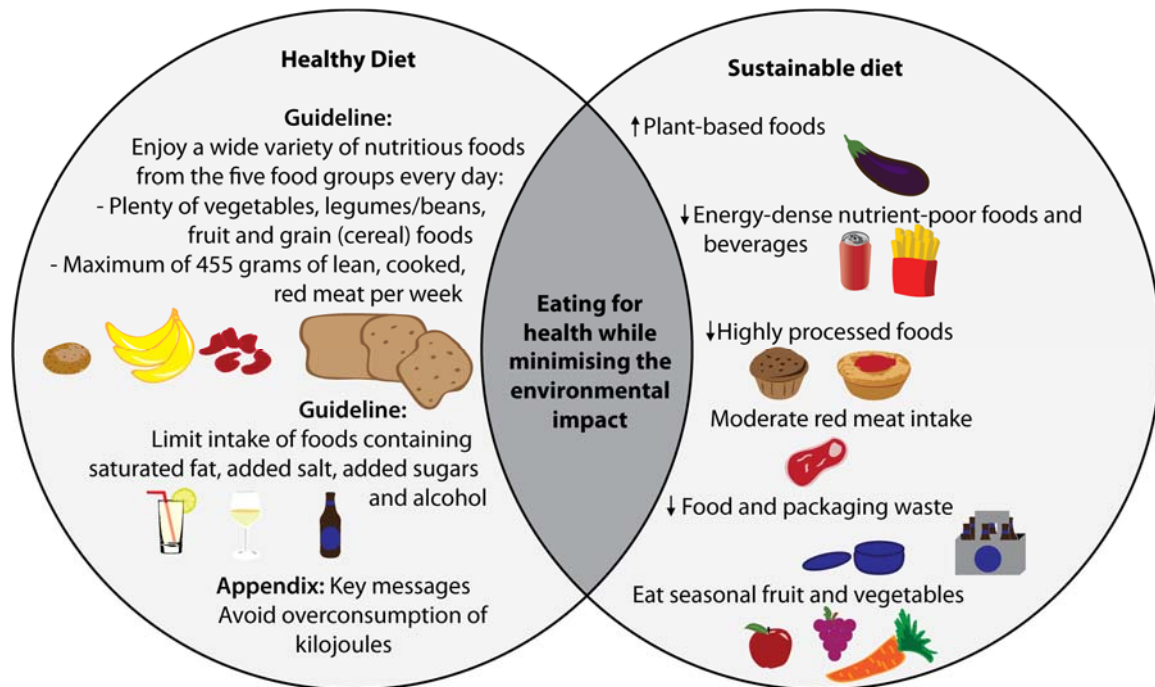 Healthy Diet
Guideline:
Enjoy a wide variety of nutritious foods
from the five food groups every day:
- Plenty of vegetables, legumes/beans,
fruit and grain (cereal) foods
- Maximum of 455 grams of lean, cooked,
red meat per week
Guideline:
Limit intake of foods containing
saturated fat, added salt, added sugars
and alcohol
Appendix: Key messages
Avoid overconsumption of
kilojoules
Eating for
health while
minimising the
environmental
impact
Sustainable diet
↑ Plant-based foods
↓ Energy-dense nutrient-poor foods and
beverages
↓ Highly processed foods
Moderate red meat intake
↓ Food and packaging waste
Eat seasonal fruit and vegetables